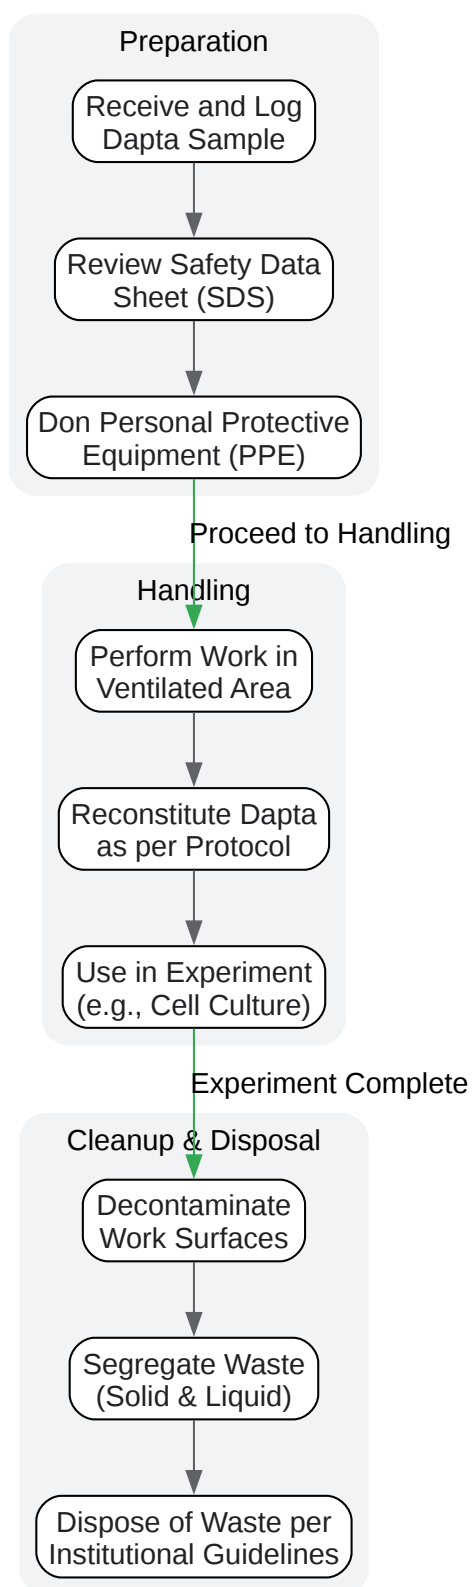 Preparation
Receive and Log
Dapta Sample
Review Safety Data
Sheet (SDS)
Don Personal Protective
Equipment (PPE)
Proceed to Handling
Handling
Perform Work in
Ventilated Area
Reconstitute Dapta
as per Protocol
Use in Experiment
(e.g., Cell Culture)
Experiment Complete
Cleanup & Disposal
Decontaminate
Work Surfaces
Segregate Waste
(Solid & Liquid)
Dispose of Waste per
Institutional Guidelines